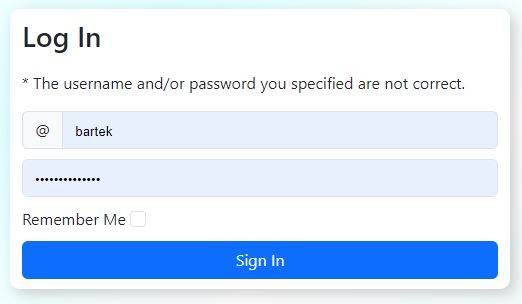 Log In
* The username and/or password you specified are not correct.
@ bartek
••••••••••••••
Remember Me
Sign In